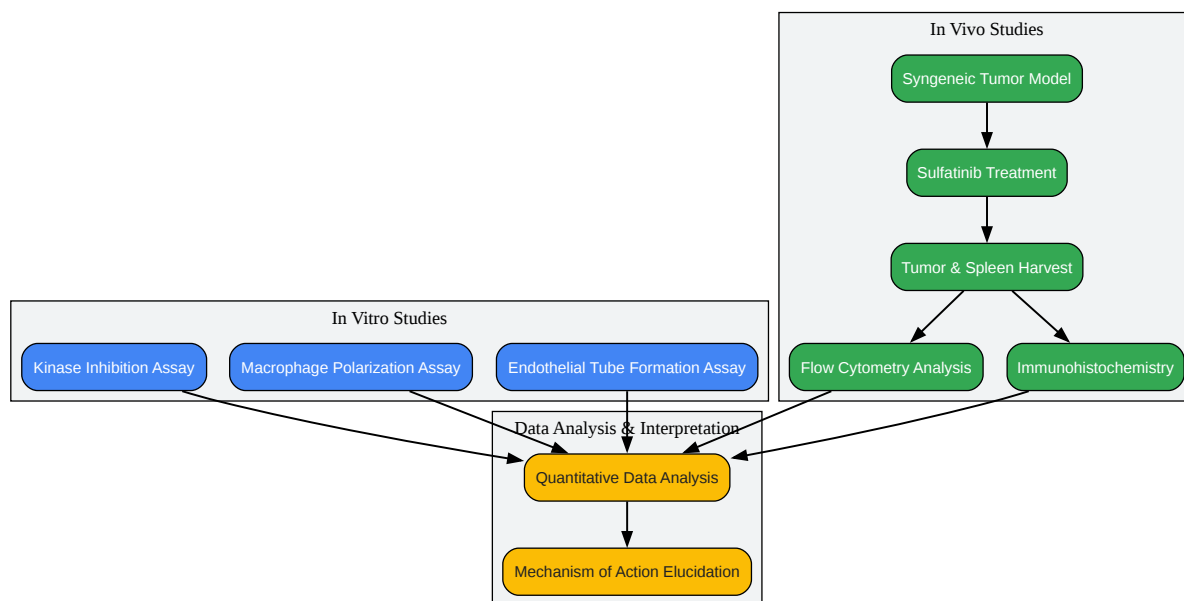 In Vivo Studies
Syngeneic Tumor Model
Sulfatinib Treatment
Tumor & Spleen Harvest
In Vitro Studies
Kinase Inhibition Assay
Macrophage Polarization Assay
Endothelial Tube Formation Assay
Flow Cytometry Analysis
Immunohistochemistry
Data Analysis & Interpretation
Quantitative Data Analysis
Mechanism of Action Elucidation